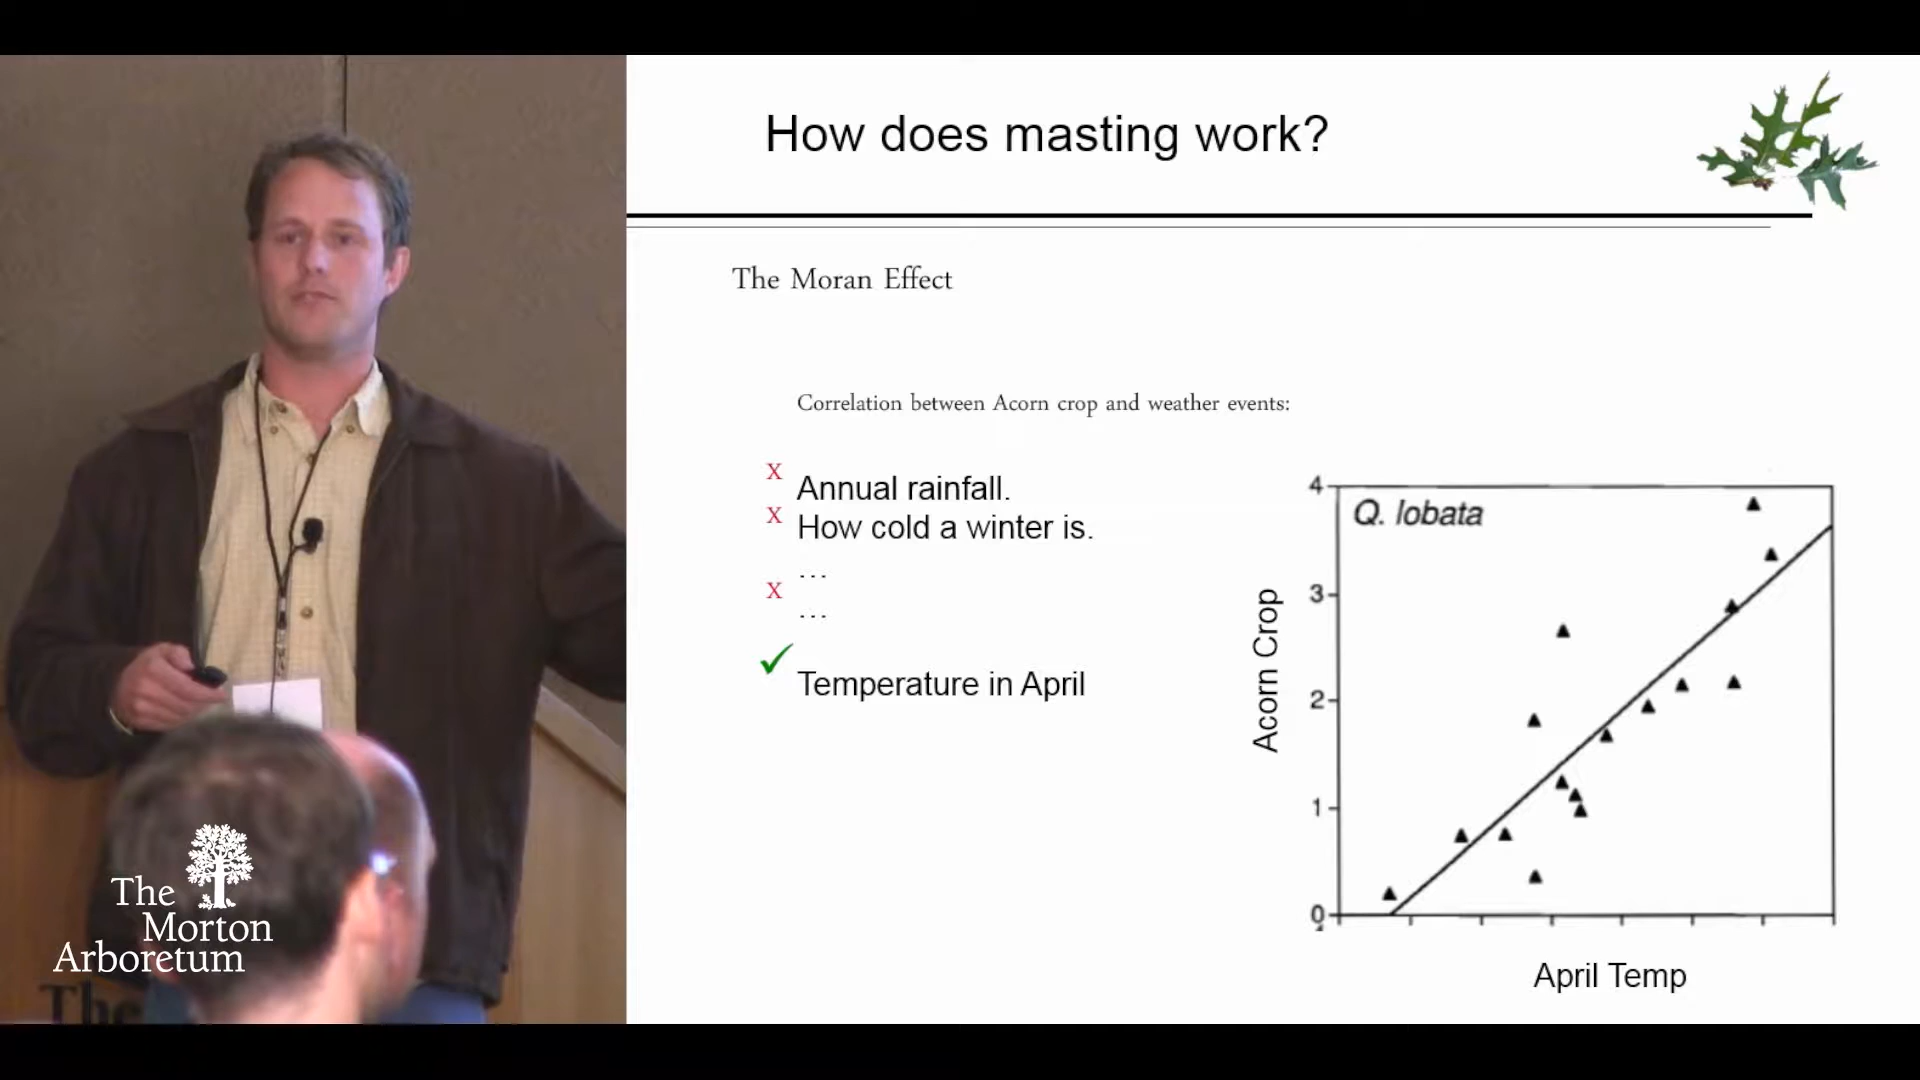 How does masting work?
The Moran Effect
Correlation between Acorn crop and weather events:
X Annual rainfall.
X How cold a winter is.
...
X
...
✓ Temperature in April
4
Q. lobata
3
2
1
0
Acorn Crop
April Temp
The
Morton
Arboretum
The